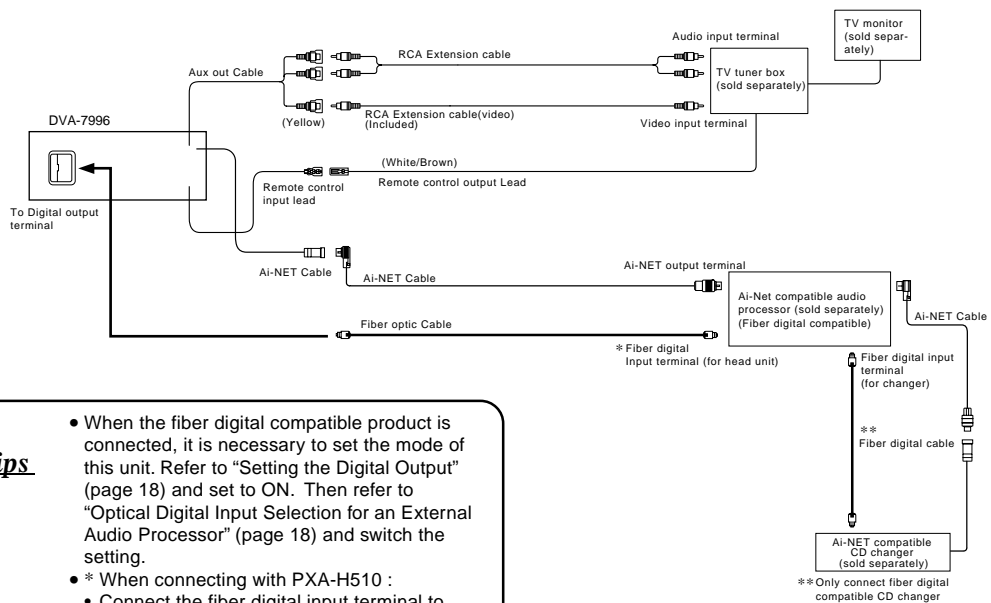 TV monitor
(sold separ-
ately)
Audio input terminal
RCA Extension cable
Aux out Cable
TV tuner box
(sold separately)
(Yellow)
RCA Extension cable(video)
(Included)
Video input terminal
DVA-7996
(White/Brown)
Remote control
input lead
Remote control output Lead
To Digital output
terminal
Ai-NET Cable
Ai-NET Cable
Ai-NET output terminal
Ai-Net compatible audio
processor (sold separately)
(Fiber digital compatible)
Ai-NET Cable
Fiber optic Cable
* Fiber digital
Input terminal (for head unit)
Fiber digital input
terminal
(for changer)
**
Fiber digital cable
Ai-NET compatible
CD changer
(sold separately)
**Only connect fiber digital
compatible CD changer
ips
• When the fiber digital compatible product is
connected, it is necessary to set the mode of
this unit. Refer to “Setting the Digital Output”
(page 18) and set to ON. Then refer to
“Optical Digital Input Selection for an External
Audio Processor” (page 18) and switch the
setting.
• * When connecting with PXA-H510 :
• Connect the fiber digital input terminal to